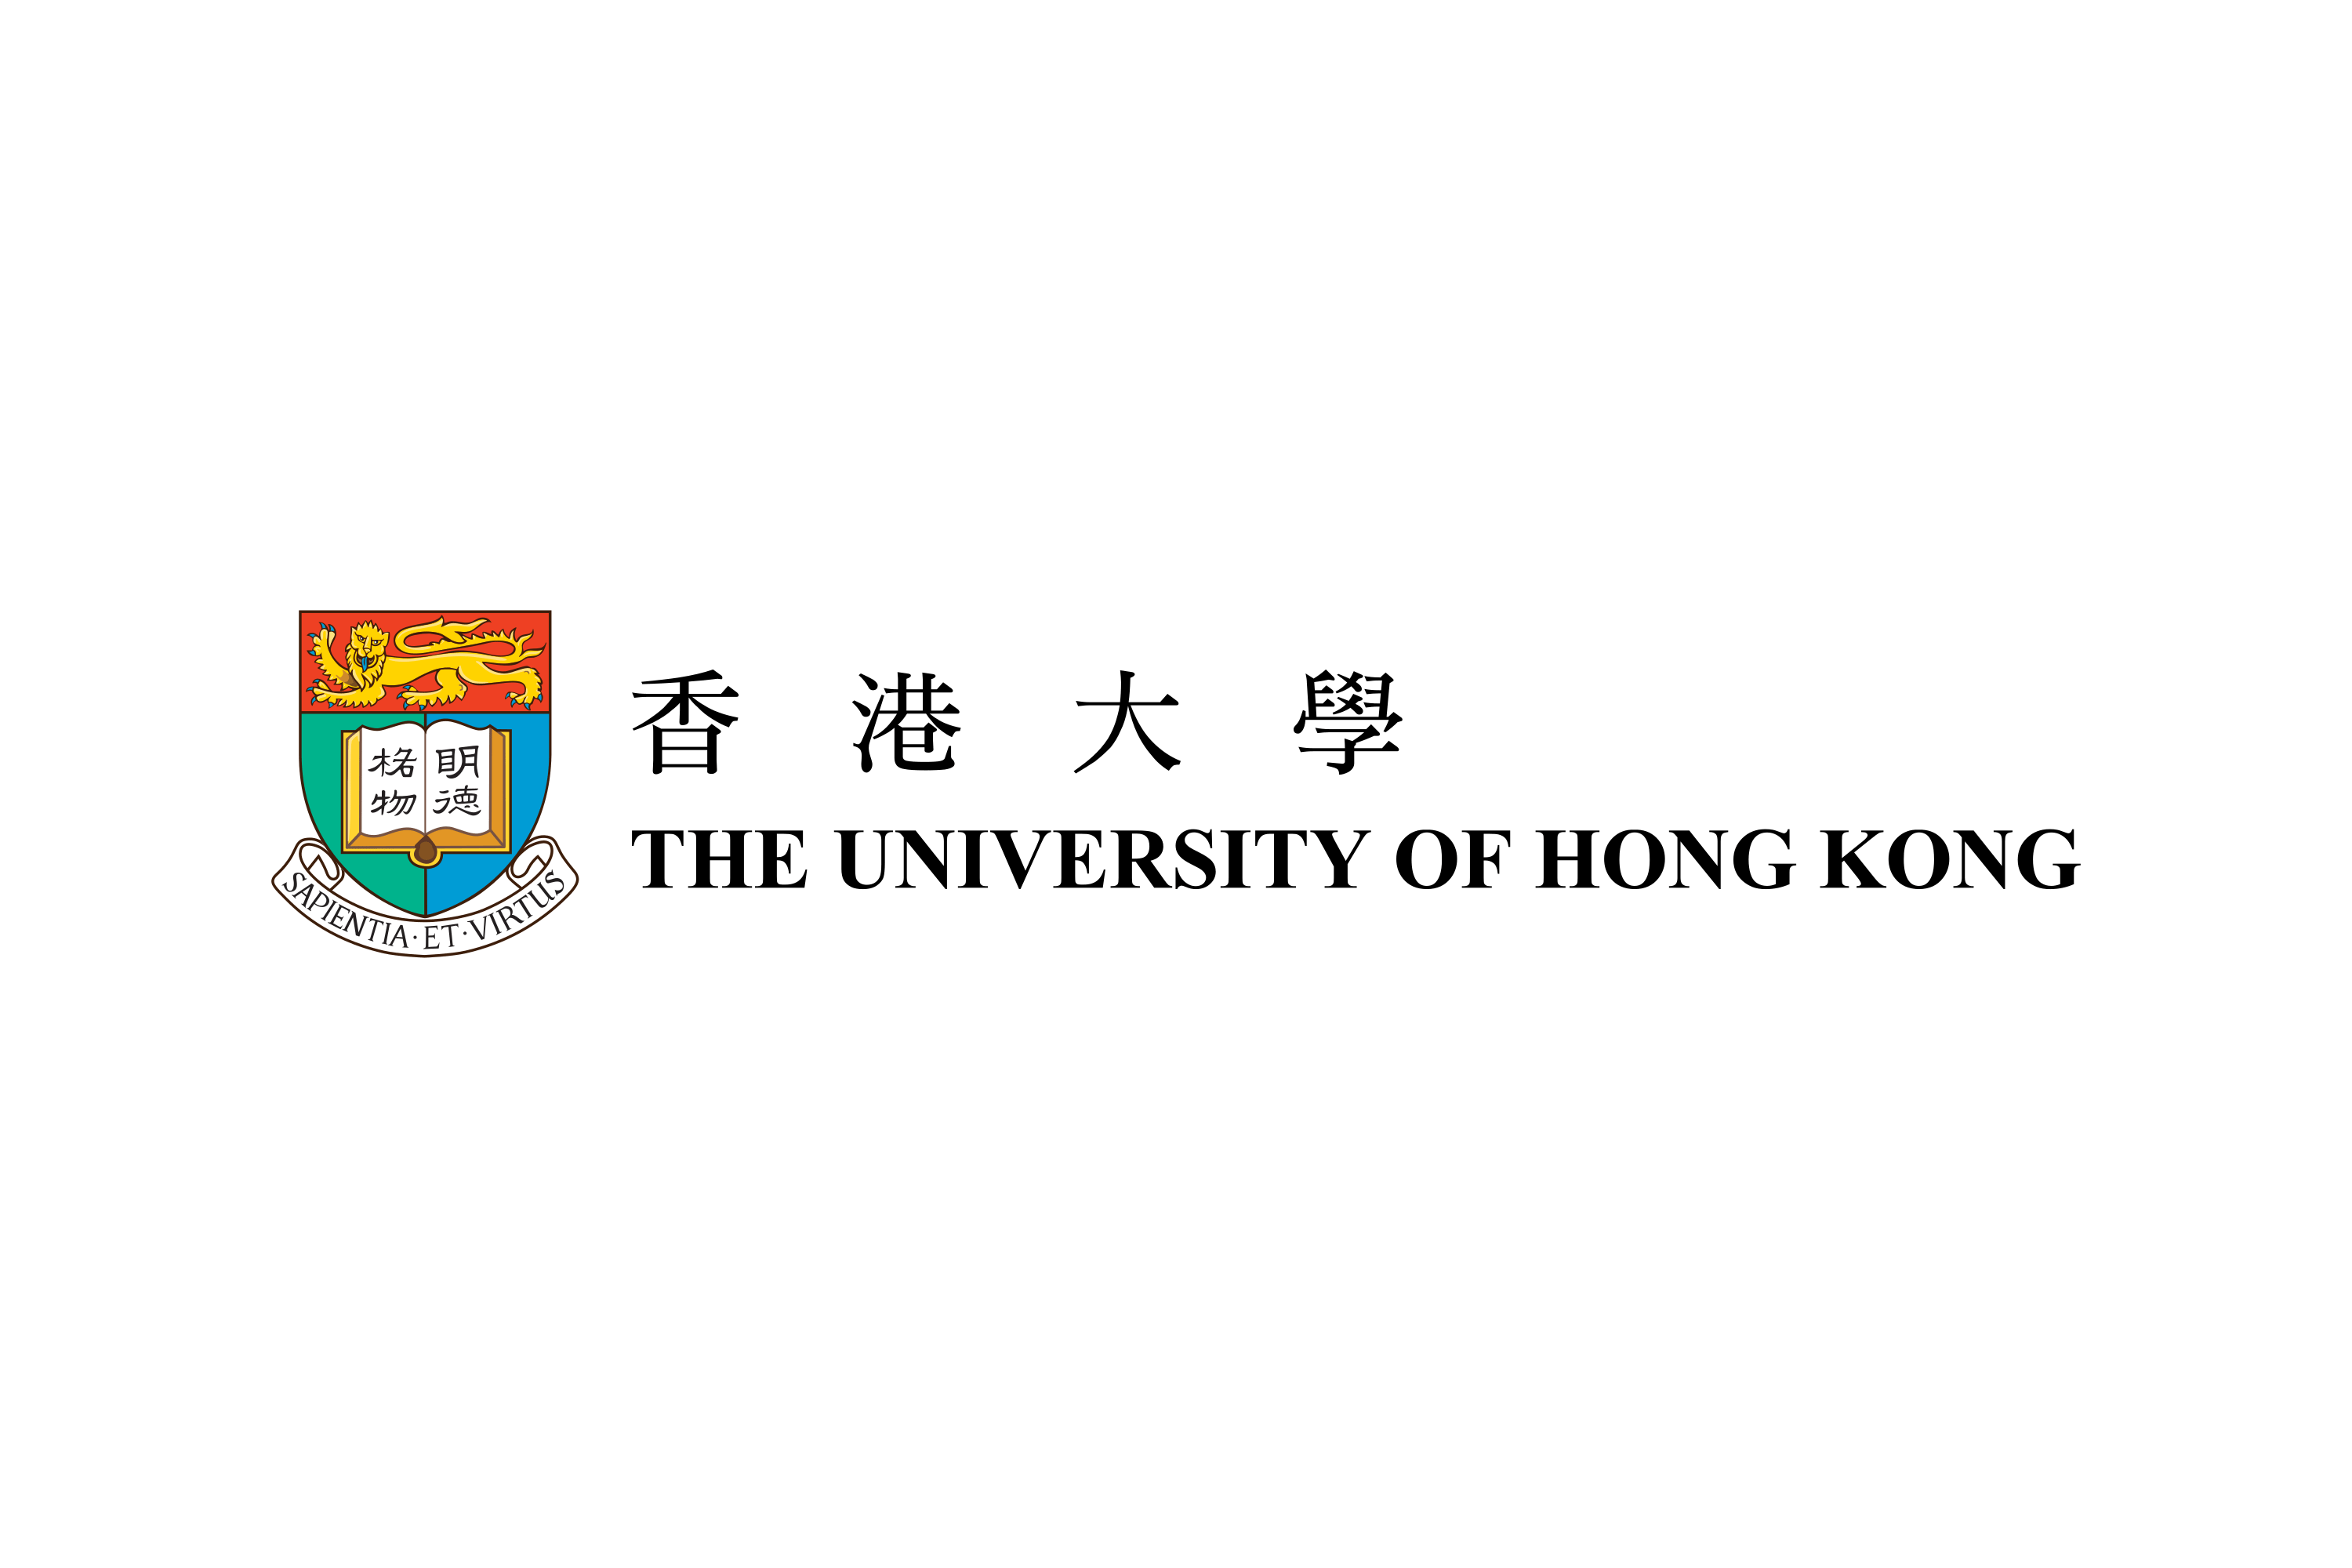 香港大學
THE UNIVERSITY OF HONG KONG
明德
格物
SAPIENTIA·ET·VIRTUS